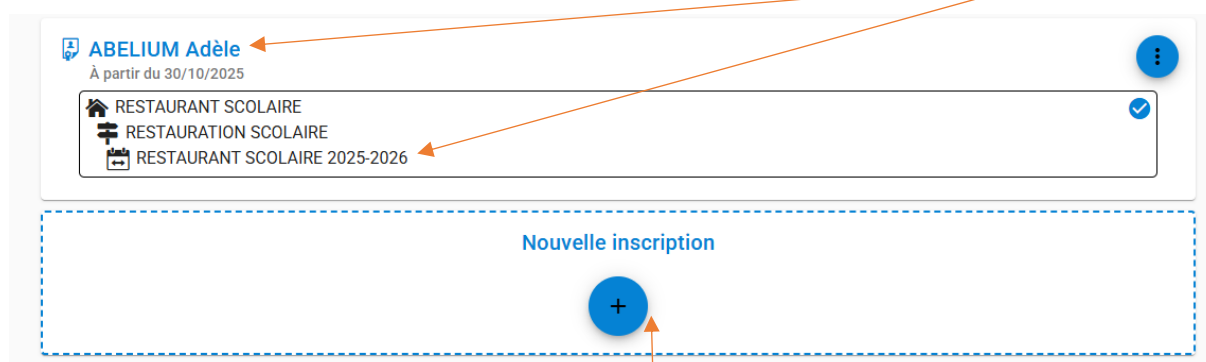 ABELIUM Adèle
À partir du 30/10/2025
RESTAURANT SCOLAIRE
RESTAURATION SCOLAIRE
RESTAURANT SCOLAIRE 2025-2026
Nouvelle inscription